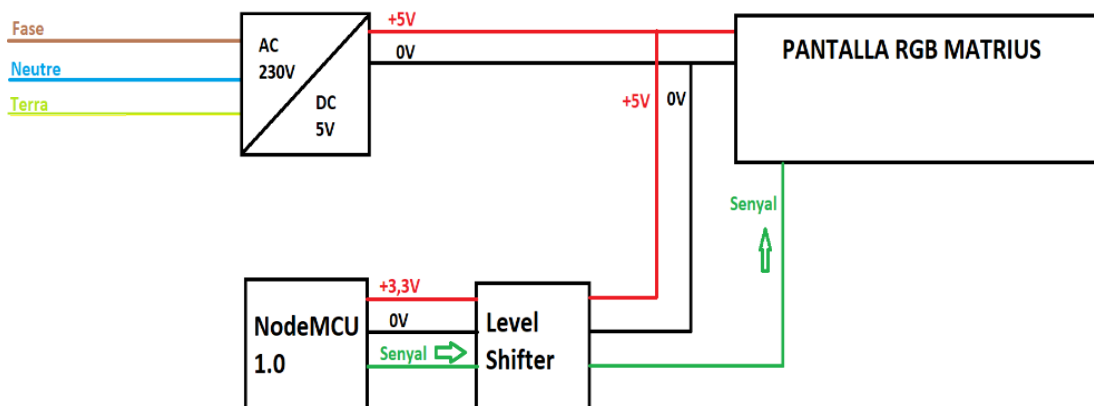 Fase
Neutre
Terra
AC
230V
DC
5V
+5V
0V
+5V
0V
PANTALLA RGB MATRIUS
Senyal
NodeMCU
1.0
+3,3V
0V
Senyal
Level
Shifter